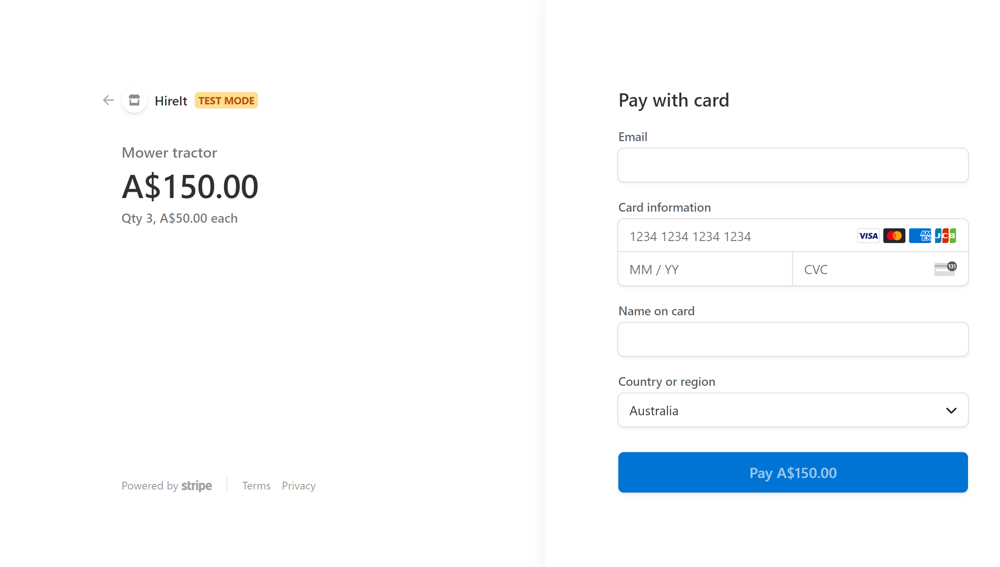 HireIt TEST MODE
Mower tractor
A$150.00
Qty 3, A$50.00 each
Powered by stripe
Terms Privacy
Pay with card
Email
Card information
1234 1234 1234 1234 VISA AM EX JCB
MM / YY CVC 135
Name on card
Country or region
Australia
Pay A$150.00